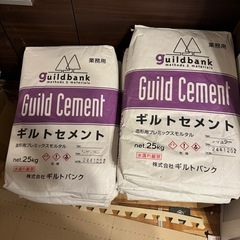 業務用
guildbank
methods & materials
Guild Cement
ギルトセメント
造形用プレミックスモルタル
net.25kg
株式会社 ギルトバンク
業務用
guildbank
methods & materials
Guild Cement
ギルトセメント
造形用プレミックスモルタル
net.25kg
株式会社 ギルトバンク